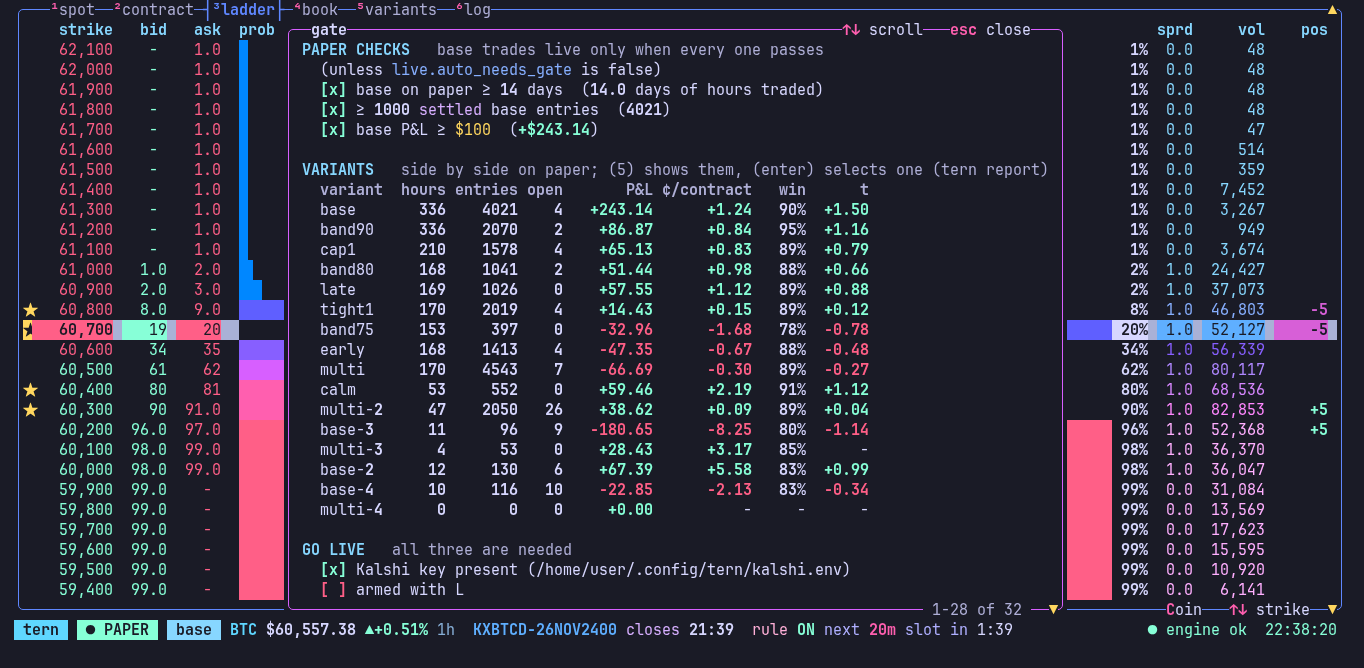 ¹spot ²contract ³ladder ⁴book ⁵variants ⁶log ▲
strike bid ask prob gate ↑↓ scroll esc close sprd vol pos
62,100 - 1.0 PAPER CHECKS base trades live only when every one passes 1% 0.0 48
62,000 - 1.0 (unless live.auto_needs_gate is false) 1% 0.0 48
61,900 - 1.0 [x] base on paper ≥ 14 days (14.0 days of hours traded) 1% 0.0 48
61,800 - 1.0 [x] ≥ 1000 settled base entries (4021) 1% 0.0 48
61,700 - 1.0 [x] base P&L ≥ $100 (+$243.14) 1% 0.0 47
61,600 - 1.0 1% 0.0 514
61,500 - 1.0 VARIANTS side by side on paper; (5) shows them, (enter) selects one (tern report) 1% 0.0 359
61,400 - 1.0 variant hours entries open P&L ¢/contract win t 1% 0.0 7,452
61,300 - 1.0 base 336 4021 4 +243.14 +1.24 90% +1.50 1% 0.0 3,267
61,200 - 1.0 band90 336 2070 2 +86.87 +0.84 95% +1.16 1% 0.0 949
61,100 - 1.0 cap1 210 1578 4 +65.13 +0.83 89% +0.79 1% 0.0 3,674
61,000 1.0 2.0 band80 168 1041 2 +51.44 +0.98 88% +0.66 2% 1.0 24,427
60,900 2.0 3.0 late 169 1026 0 +57.55 +1.12 89% +0.88 2% 1.0 37,073
★ 60,800 8.0 9.0 tight1 170 2019 4 +14.43 +0.15 89% +0.12 8% 1.0 46,803 -5
★ 60,700 19 20 band75 153 397 0 -32.96 -1.68 78% -0.78 20% 1.0 52,127 -5
60,600 34 35 early 168 1413 4 -47.35 -0.67 88% -0.48 34% 1.0 56,339
60,500 61 62 multi 170 4543 7 -66.69 -0.30 89% -0.27 62% 1.0 80,117
★ 60,400 80 81 calm 53 552 0 +59.46 +2.19 91% +1.12 80% 1.0 68,536
★ 60,300 90 91.0 multi-2 47 2050 26 +38.62 +0.09 89% +0.04 90% 1.0 82,853 +5
60,200 96.0 97.0 base-3 11 96 9 -180.65 -8.25 80% -1.14 96% 1.0 52,368 +5
60,100 98.0 99.0 multi-3 24 53 0 +28.43 +3.17 85% - 98% 1.0 36,370
60,000 98.0 99.0 base-2 12 130 6 +67.39 +5.58 83% +0.99 98% 1.0 36,047
59,900 99.0 - base-4 10 116 10 -22.85 -2.13 83% -0.34 99% 0.0 31,084
59,800 99.0 - multi-4 0 0 0 +0.00 - - - 99% 0.0 13,569
59,700 99.0 - 99% 0.0 17,623
59,600 99.0 - GO LIVE all three are needed 99% 0.0 15,595
59,500 99.0 - [x] Kalshi key present (/home/user/.config/tern/kalshi.env) 99% 0.0 10,920
59,400 99.0 - [ ] armed with L 99% 0.0 6,141
1-28 of 32 ▼ Coin ↑↓ strike ▼
tern ● PAPER base BTC $60,557.38 ▲+0.51% 1h KXBTCD-26NOV2400 closes 21:39 rule ON next 20m slot in 1:39 ● engine ok 22:38:20